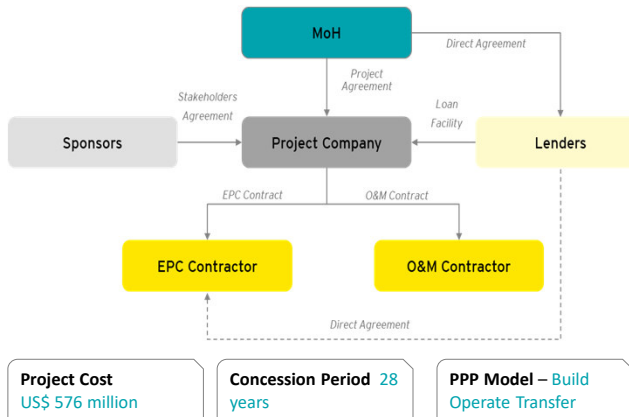 MoH
Direct Agreement
Project
Agreement
Stakeholders
Agreement
Loan
Facility
Sponsors
Project Company
Lenders
EPC Contract
O&M Contract
EPC Contractor
O&M Contractor
Direct Agreement
Project Cost
US$ 576 million
Concession Period 28
years
PPP Model – Build
Operate Transfer